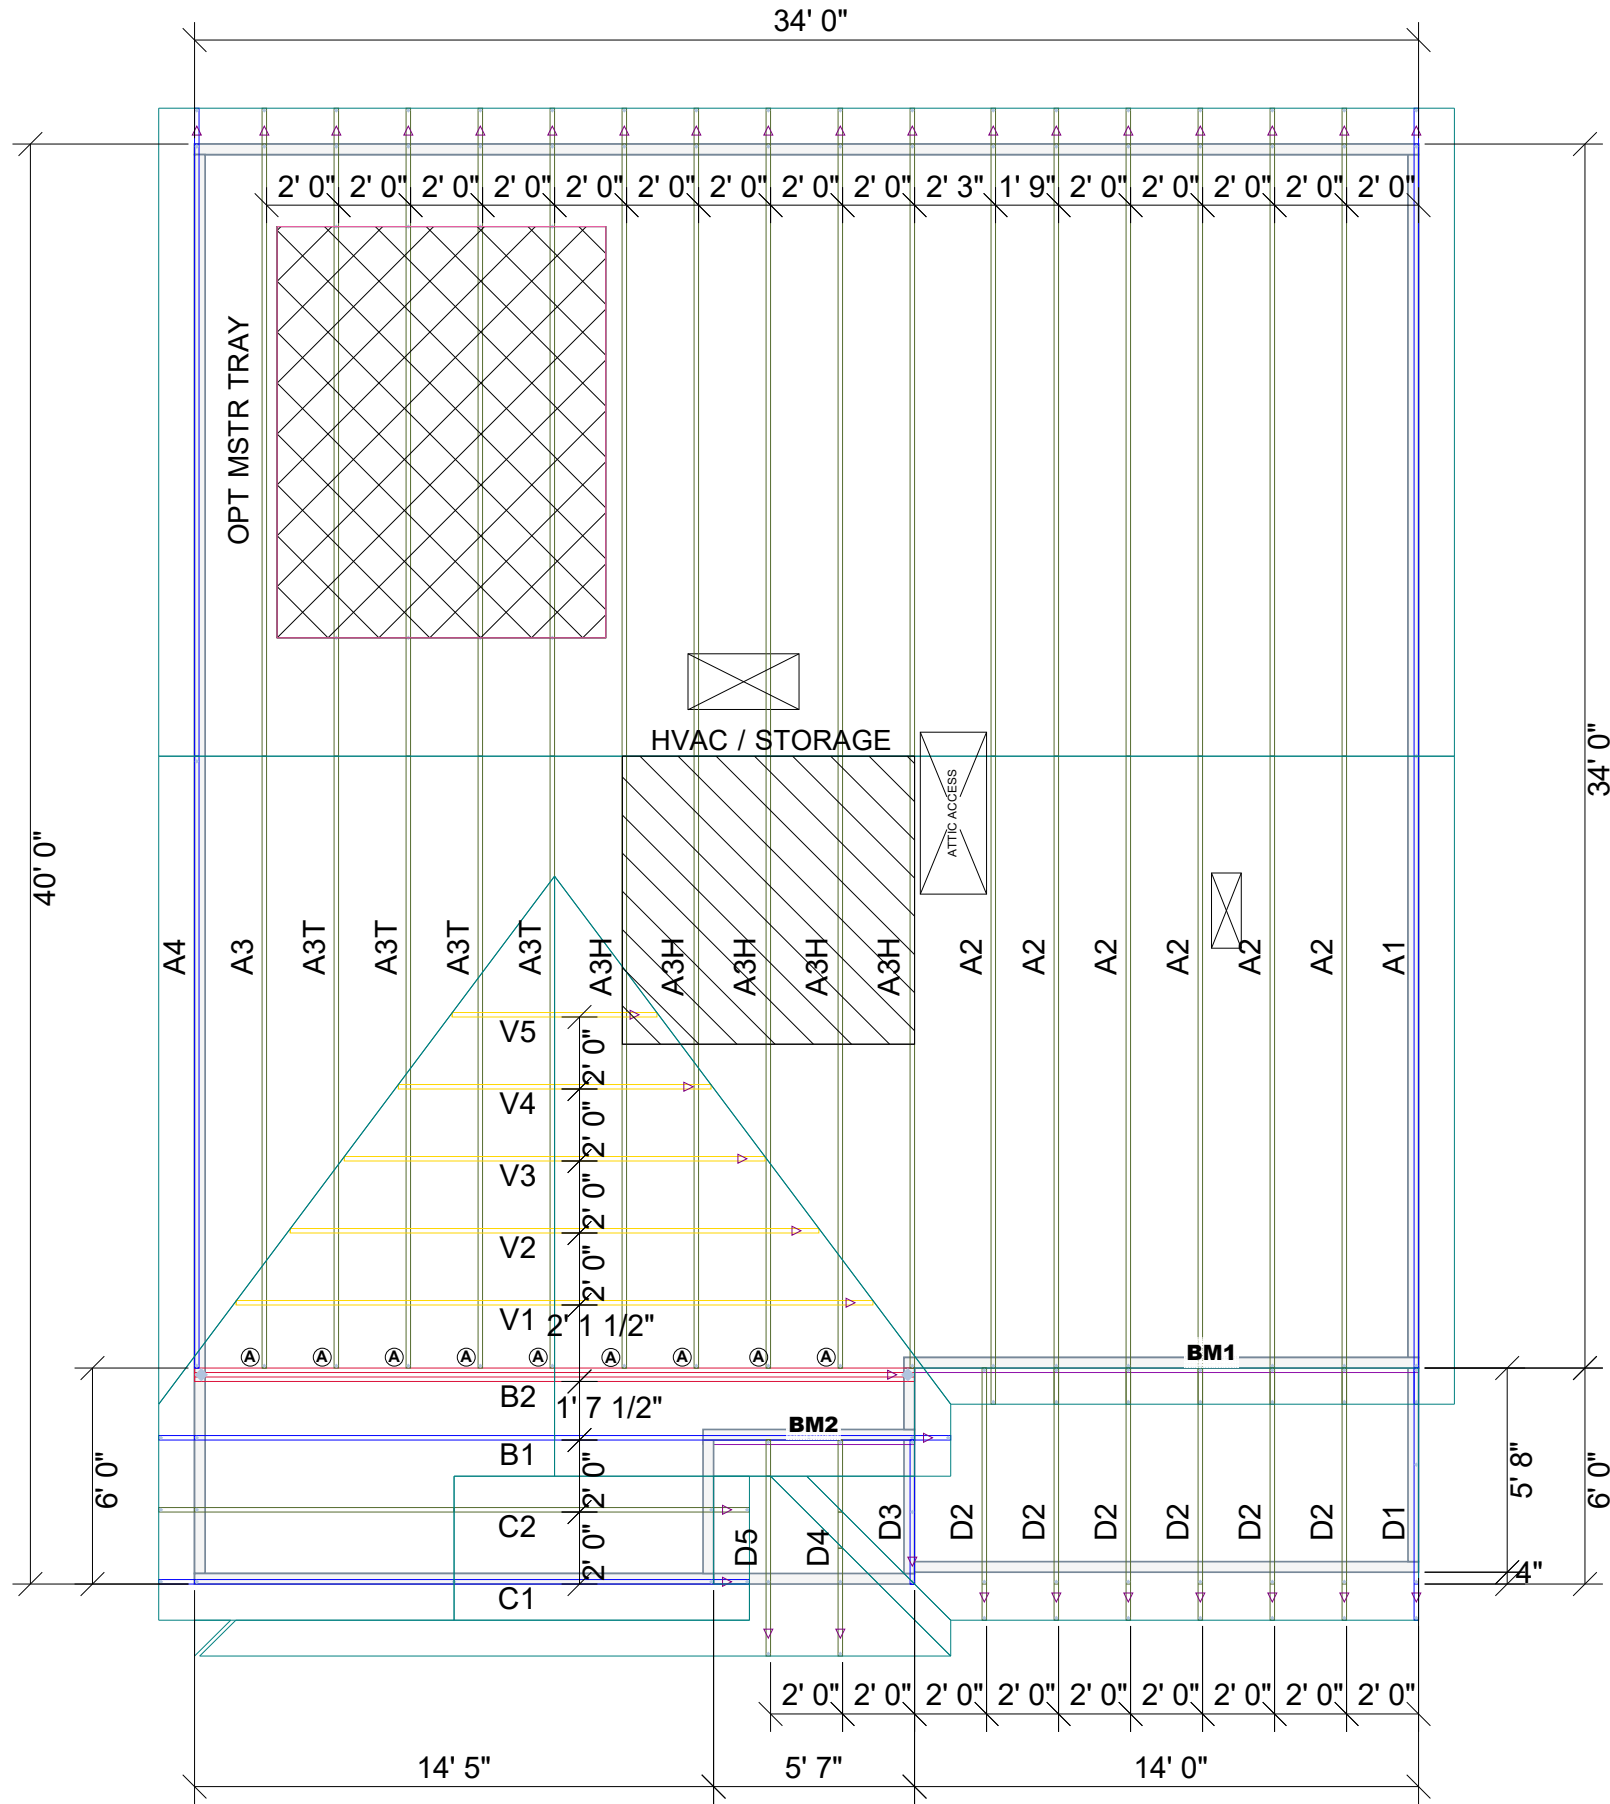 34' 0"
2' 0" 2' 0" 2' 0" 2' 0" 2' 0" 2' 0" 2' 0" 2' 0" 2' 0" 2' 3" 1' 9" 2' 0" 2' 0" 2' 0" 2' 0" 2' 0"
OPT MSTR TRAY
HVAC / STORAGE
ATTIC ACCESS
40' 0"
34' 0"
A4 A3 A3T A3T A3T A3T A3H A3H A3H A3H A3H A2 A2 A2 A2 A2 A2 A1
V5
2' 0"
V4
2' 0"
V3
2' 0"
V2
2' 0"
V1
2' 1 1/2"
A A A A A A A A A
BM1
B2
1' 7 1/2"
BM2
B1
2' 0"
C2
2' 0"
C1
6' 0"
D5 D4 D3 D2 D2 D2 D2 D2 D2 D1
5' 8"
6' 0"
4"
2' 0" 2' 0" 2' 0" 2' 0" 2' 0" 2' 0" 2' 0" 2' 0" 2' 0"
14' 5" 5' 7" 14' 0"